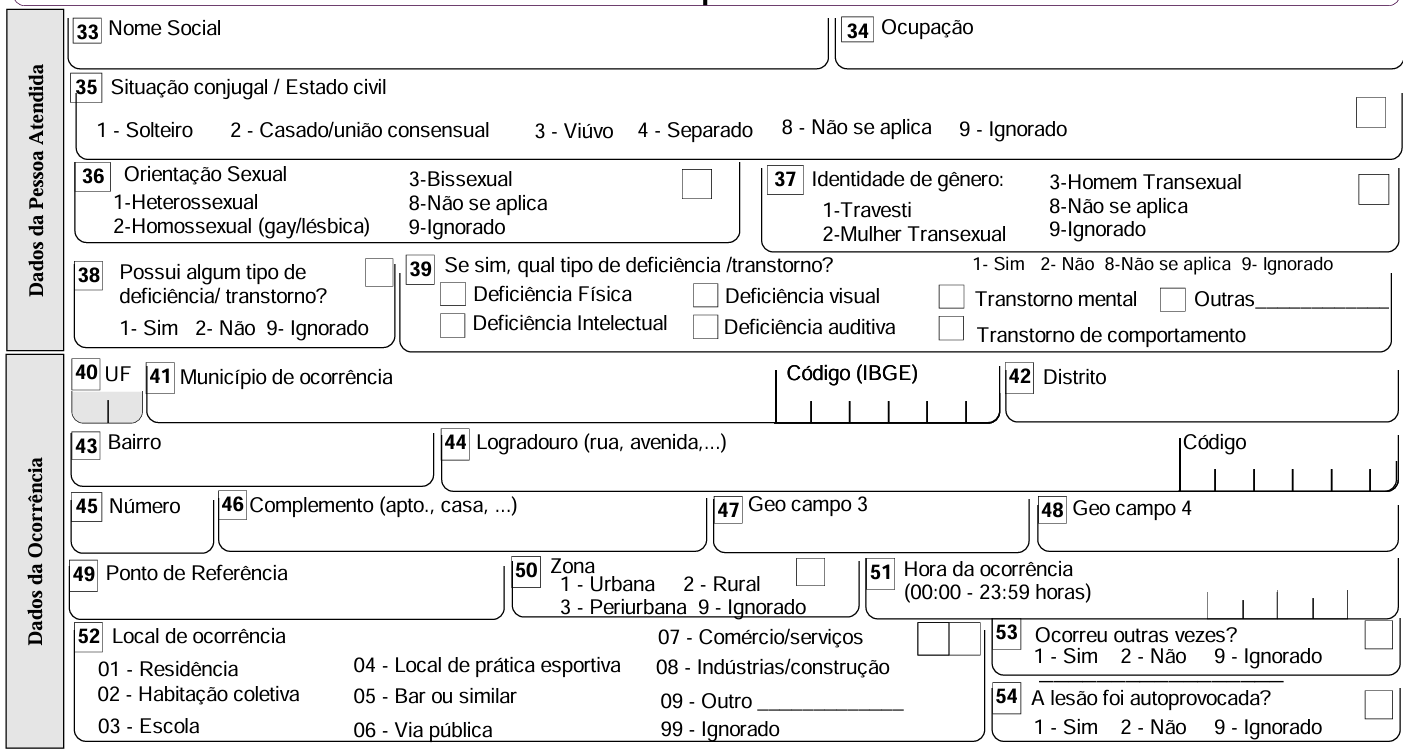 Dados da Pessoa Atendida
33 Nome Social
34 Ocupação
35 Situação conjugal / Estado civil
1 - Solteiro 2 - Casado/união consensual 3 - Viúvo 4 - Separado 8 - Não se aplica 9 - Ignorado
36 Orientação Sexual
1-Heterossexual
2-Homossexual (gay/lésbica)
3-Bissexual
8-Não se aplica
9-Ignorado
37 Identidade de gênero:
1-Travesti
2-Mulher Transexual
3-Homem Transexual
8-Não se aplica
9-Ignorado
38 Possui algum tipo de
deficiência/ transtorno?
1- Sim 2- Não 9- Ignorado
39 Se sim, qual tipo de deficiência /transtorno? 1- Sim 2- Não 8-Não se aplica 9- Ignorado
Deficiência Física Deficiência visual Transtorno mental Outras____________
Deficiência Intelectual Deficiência auditiva Transtorno de comportamento
Dados da Ocorrência
40 UF
41 Município de ocorrência Código (IBGE)
42 Distrito
43 Bairro
44 Logradouro (rua, avenida,...) Código
45 Número
46 Complemento (apto., casa, ...)
47 Geo campo 3
48 Geo campo 4
49 Ponto de Referência
50 Zona
1 - Urbana 2 - Rural
3 - Periurbana 9 - Ignorado
51 Hora da ocorrência
(00:00 - 23:59 horas)
52 Local de ocorrência
01 - Residência
02 - Habitação coletiva
03 - Escola
04 - Local de prática esportiva
05 - Bar ou similar
06 - Via pública
07 - Comércio/serviços
08 - Indústrias/construção
09 - Outro _____________
99 - Ignorado
53 Ocorreu outras vezes?
1 - Sim 2 - Não 9 - Ignorado
54 A lesão foi autoprovocada?
1 - Sim 2 - Não 9 - Ignorado